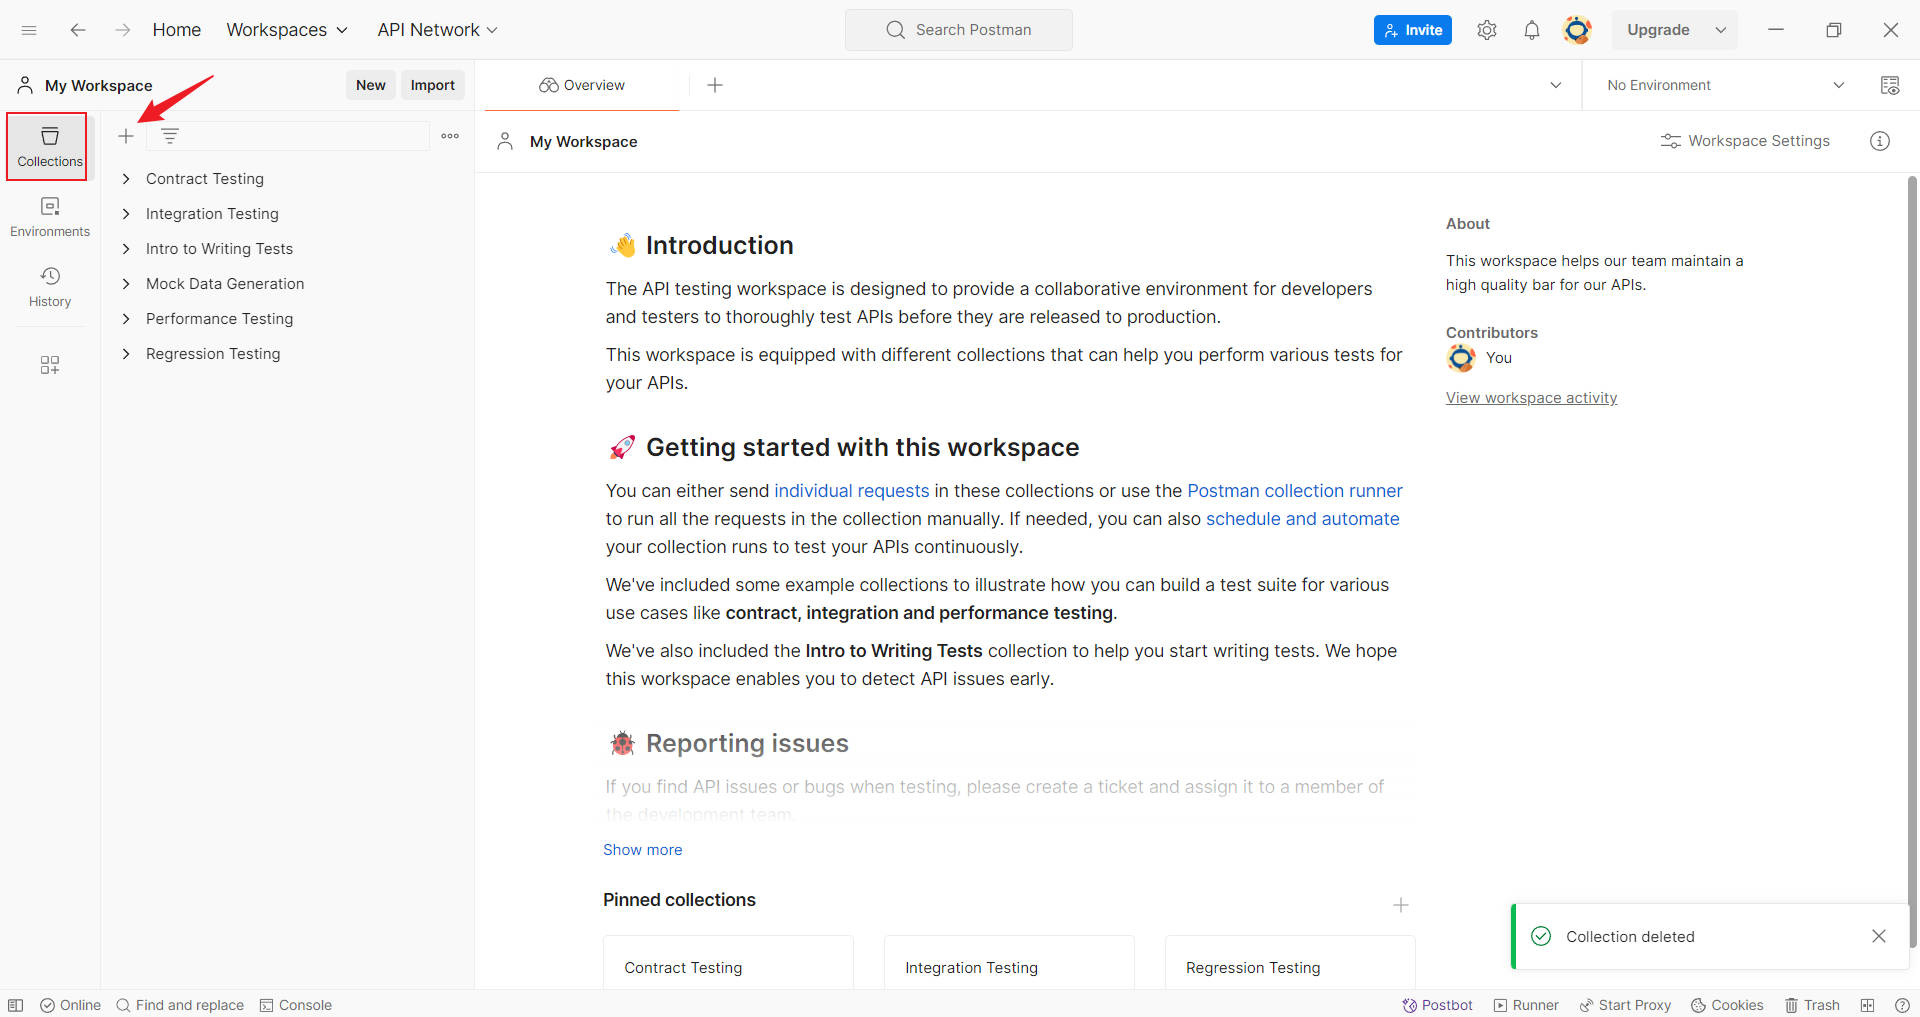 Home Workspaces API Network Search Postman Invite Upgrade
My Workspace New Import Overview No Environment
Collections
Environments
History
Contract Testing
Integration Testing
Intro to Writing Tests
Mock Data Generation
Performance Testing
Regression Testing
My Workspace Workspace Settings
Introduction
The API testing workspace is designed to provide a collaborative environment for developers
and testers to thoroughly test APIs before they are released to production.
This workspace is equipped with different collections that can help you perform various tests for
your APIs.
Getting started with this workspace
You can either send individual requests in these collections or use the Postman collection runner
to run all the requests in the collection manually. If needed, you can also schedule and automate
your collection runs to test your APIs continuously.
We've included some example collections to illustrate how you can build a test suite for various
use cases like contract, integration and performance testing.
We've also included the Intro to Writing Tests collection to help you start writing tests. We hope
this workspace enables you to detect API issues early.
Reporting issues
If you find API issues or bugs when testing, please create a ticket and assign it to a member of
the development team.
Show more
Pinned collections
Contract Testing Integration Testing Regression Testing
About
This workspace helps our team maintain a
high quality bar for our APIs.
Contributors
You
View workspace activity
Collection deleted
Online Find and replace Console Postbot Runner Start Proxy Cookies Trash